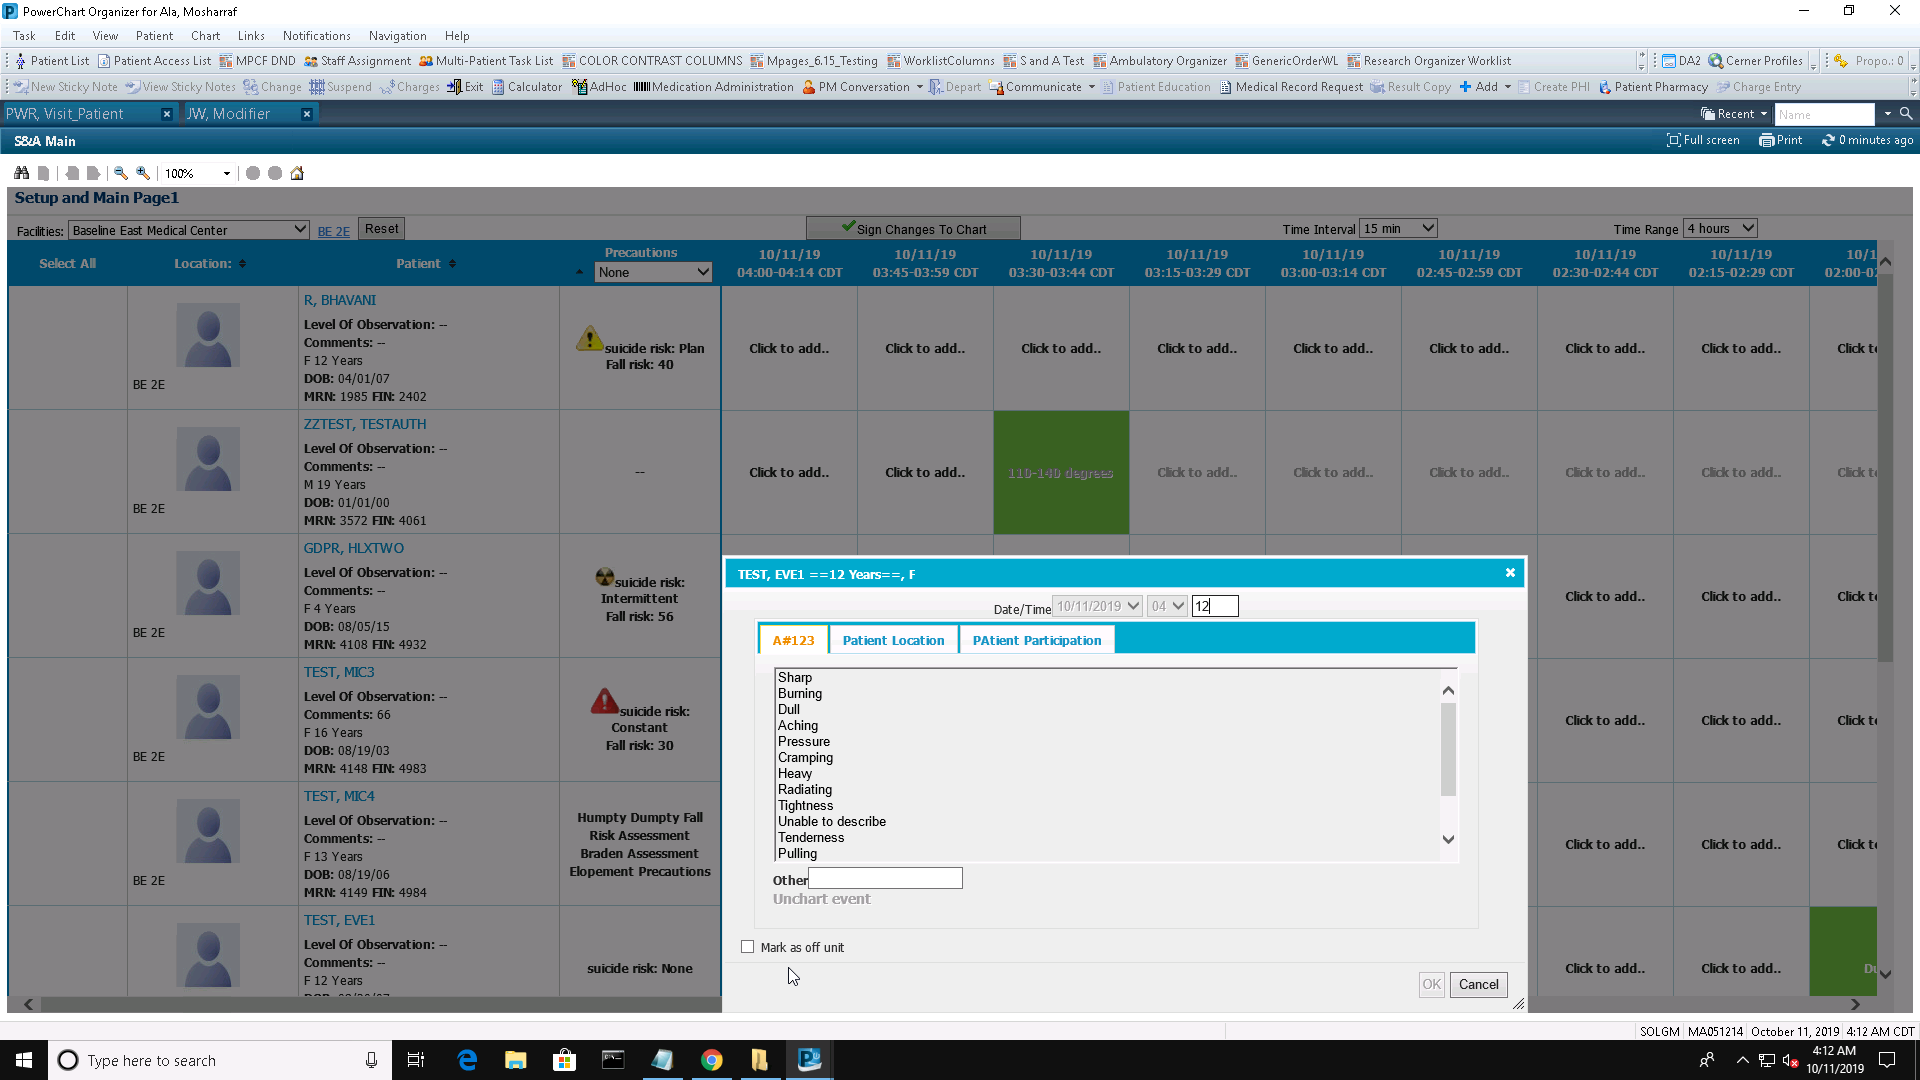 PowerChart Organizer for Ala, Mosharraf
Task Edit View Patient Chart Links Notifications Navigation Help
Patient List Patient Access List MPCF DND Staff Assignment Multi-Patient Task List COLOR CONTRAST COLUMNS Mpages_6.15_Testing WorklistColumns S and A Test Ambulatory Organizer GenericOrderWL Research Organizer Worklist DA2 Cerner Profiles Propo.: 0
New Sticky Note View Sticky Notes Change Suspend Charges Exit Calculator AdHoc Medication Administration PM Conversation Depart Communicate Patient Education Medical Record Request Result Copy Add Create PHI Patient Pharmacy Charge Entry
PWR, Visit_Patient JW, Modifier Recent Name
S&A Main Full screen Print 0 minutes ago
100%
Setup and Main Page1
Facilities: Baseline East Medical Center BE 2E Reset Sign Changes To Chart Time Interval 15 min Time Range 4 hours
Select All Location: Patient Precautions None
10/11/19 04:00-04:14 CDT
10/11/19 03:45-03:59 CDT
10/11/19 03:30-03:44 CDT
10/11/19 03:15-03:29 CDT
10/11/19 03:00-03:14 CDT
10/11/19 02:45-02:59 CDT
10/11/19 02:30-02:44 CDT
10/11/19 02:15-02:29 CDT
10/1 02:00-0
BE 2E
R, BHAVANI
Level Of Observation: --
Comments: --
F 12 Years
DOB: 04/01/07
MRN: 1985 FIN: 2402
suicide risk: Plan
Fall risk: 40
Click to add.. Click to add.. Click to add.. Click to add.. Click to add.. Click to add.. Click to add.. Click to add.. Click t
BE 2E
ZZTEST, TESTAUTH
Level Of Observation: --
Comments: --
M 19 Years
DOB: 01/01/00
MRN: 3572 FIN: 4061
--
Click to add.. Click to add.. 110-140 degrees Click to add.. Click to add.. Click to add.. Click to add.. Click to add.. Click t
BE 2E
GDPR, HLXTWO
Level Of Observation: --
Comments: --
F 4 Years
DOB: 08/05/15
MRN: 4108 FIN: 4932
suicide risk:
Intermittent
Fall risk: 56
Click to add.. Click to add.. Click t
BE 2E
TEST, MIC3
Level Of Observation: --
Comments: 66
F 16 Years
DOB: 08/19/03
MRN: 4148 FIN: 4983
suicide risk:
Constant
Fall risk: 30
Click to add.. Click to add.. Click t
BE 2E
TEST, MIC4
Level Of Observation: --
Comments: --
F 13 Years
DOB: 08/19/06
MRN: 4149 FIN: 4984
Humpty Dumpty Fall
Risk Assessment
Braden Assessment
Elopement Precautions
Click to add.. Click to add.. Click t
TEST, EVE1
Level Of Observation: --
Comments: --
F 12 Years
suicide risk: None
Click to add.. Click to add.. Du
TEST, EVE1 ==12 Years==, F
Date/Time 10/11/2019 04 12
A#123 Patient Location PAtient Participation
Sharp
Burning
Dull
Aching
Pressure
Cramping
Heavy
Radiating
Tightness
Unable to describe
Tenderness
Pulling
Other
Unchart event
Mark as off unit
OK Cancel
SOLGM MA051214 October 11, 2019 4:12 AM CDT
Type here to search
4:12 AM
10/11/2019